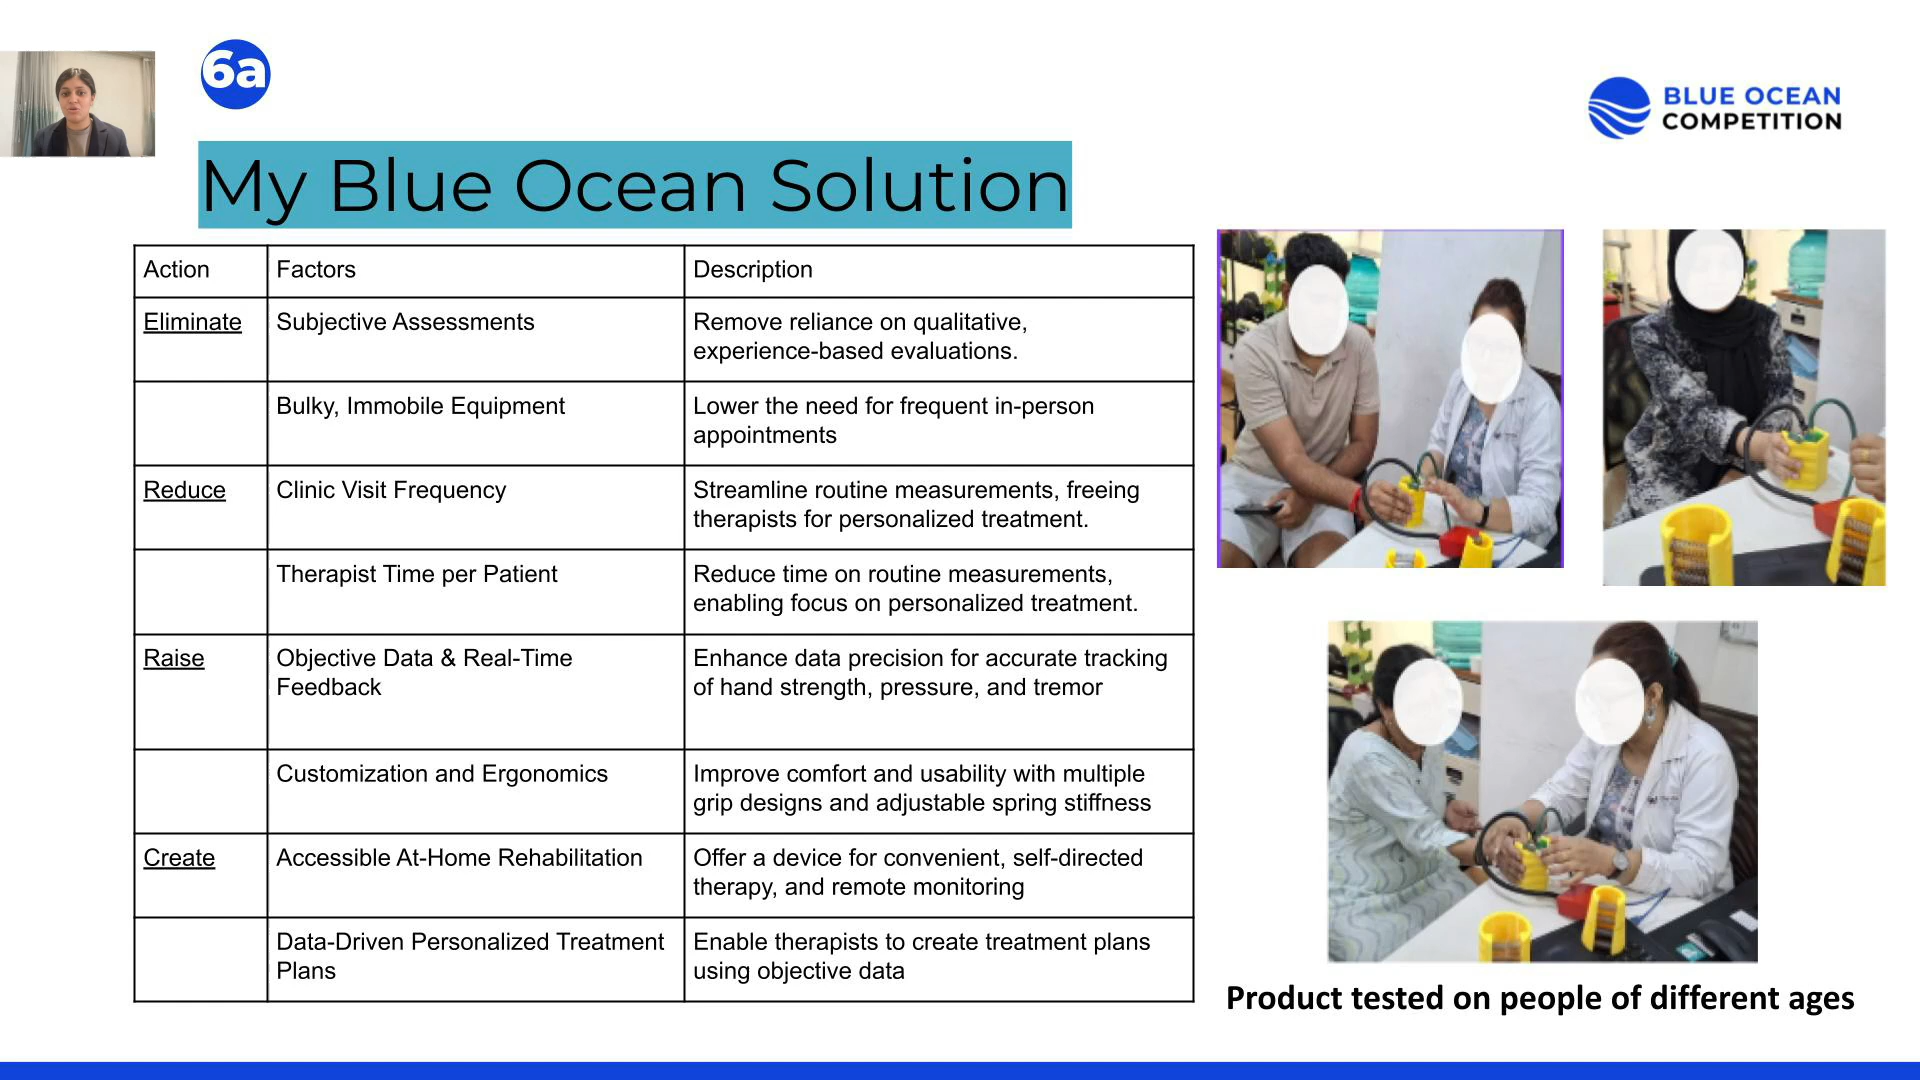 6a
BLUE OCEAN
COMPETITION
My Blue Ocean Solution
Action
Factors
Description
Eliminate
Subjective Assessments
Remove reliance on qualitative,
experience-based evaluations.
Bulky, Immobile Equipment
Lower the need for frequent in-person
appointments
Reduce
Clinic Visit Frequency
Streamline routine measurements, freeing
therapists for personalized treatment.
Therapist Time per Patient
Reduce time on routine measurements,
enabling focus on personalized treatment.
Raise
Objective Data & Real-Time
Feedback
Enhance data precision for accurate tracking
of hand strength, pressure, and tremor
Customization and Ergonomics
Improve comfort and usability with multiple
grip designs and adjustable spring stiffness
Create
Accessible At-Home Rehabilitation
Offer a device for convenient, self-directed
therapy, and remote monitoring
Data-Driven Personalized Treatment
Plans
Enable therapists to create treatment plans
using objective data
Product tested on people of different ages